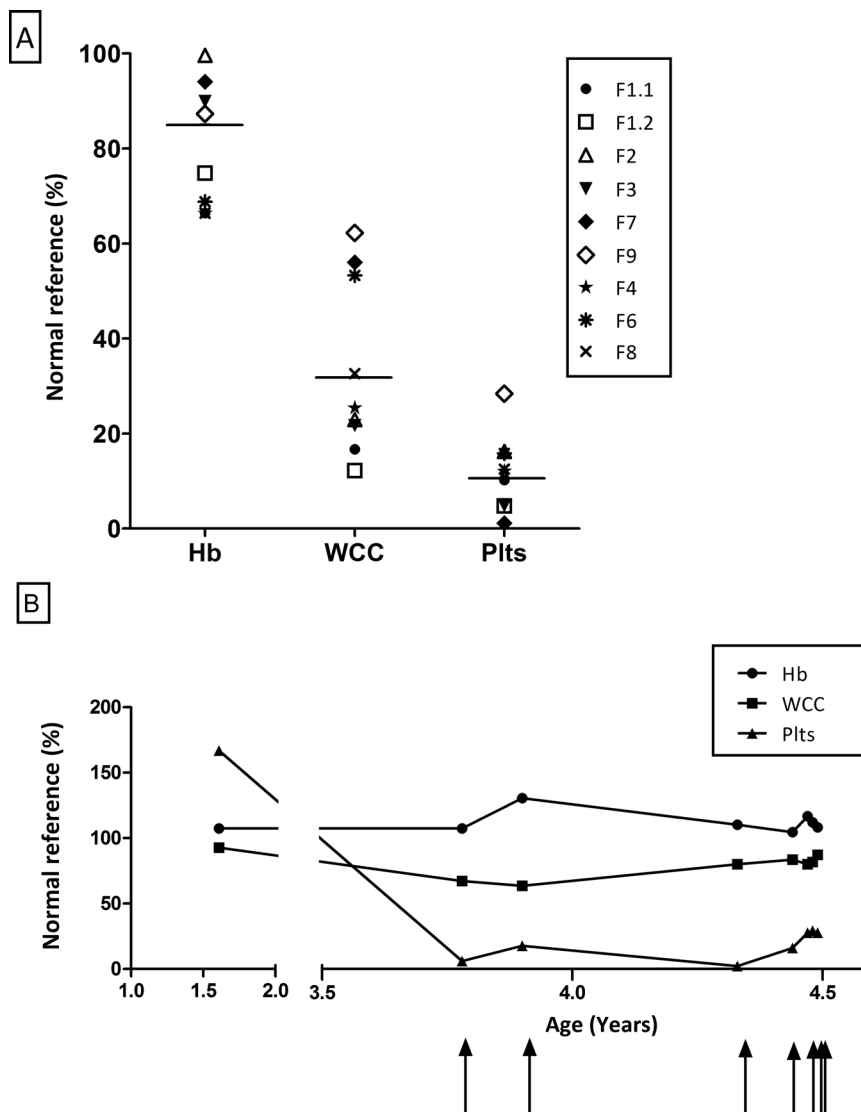 A
Normal reference (%)
100
80
60
40
20
0
Hb WCC Plts
F1.1
F1.2
F2
F3
F7
F9
F4
F6
F8
B
Normal reference (%)
200
150
100
50
0
1.0 1.5 2.0 3.5 4.0 4.5
Age (Years)
Hb
WCC
Plts